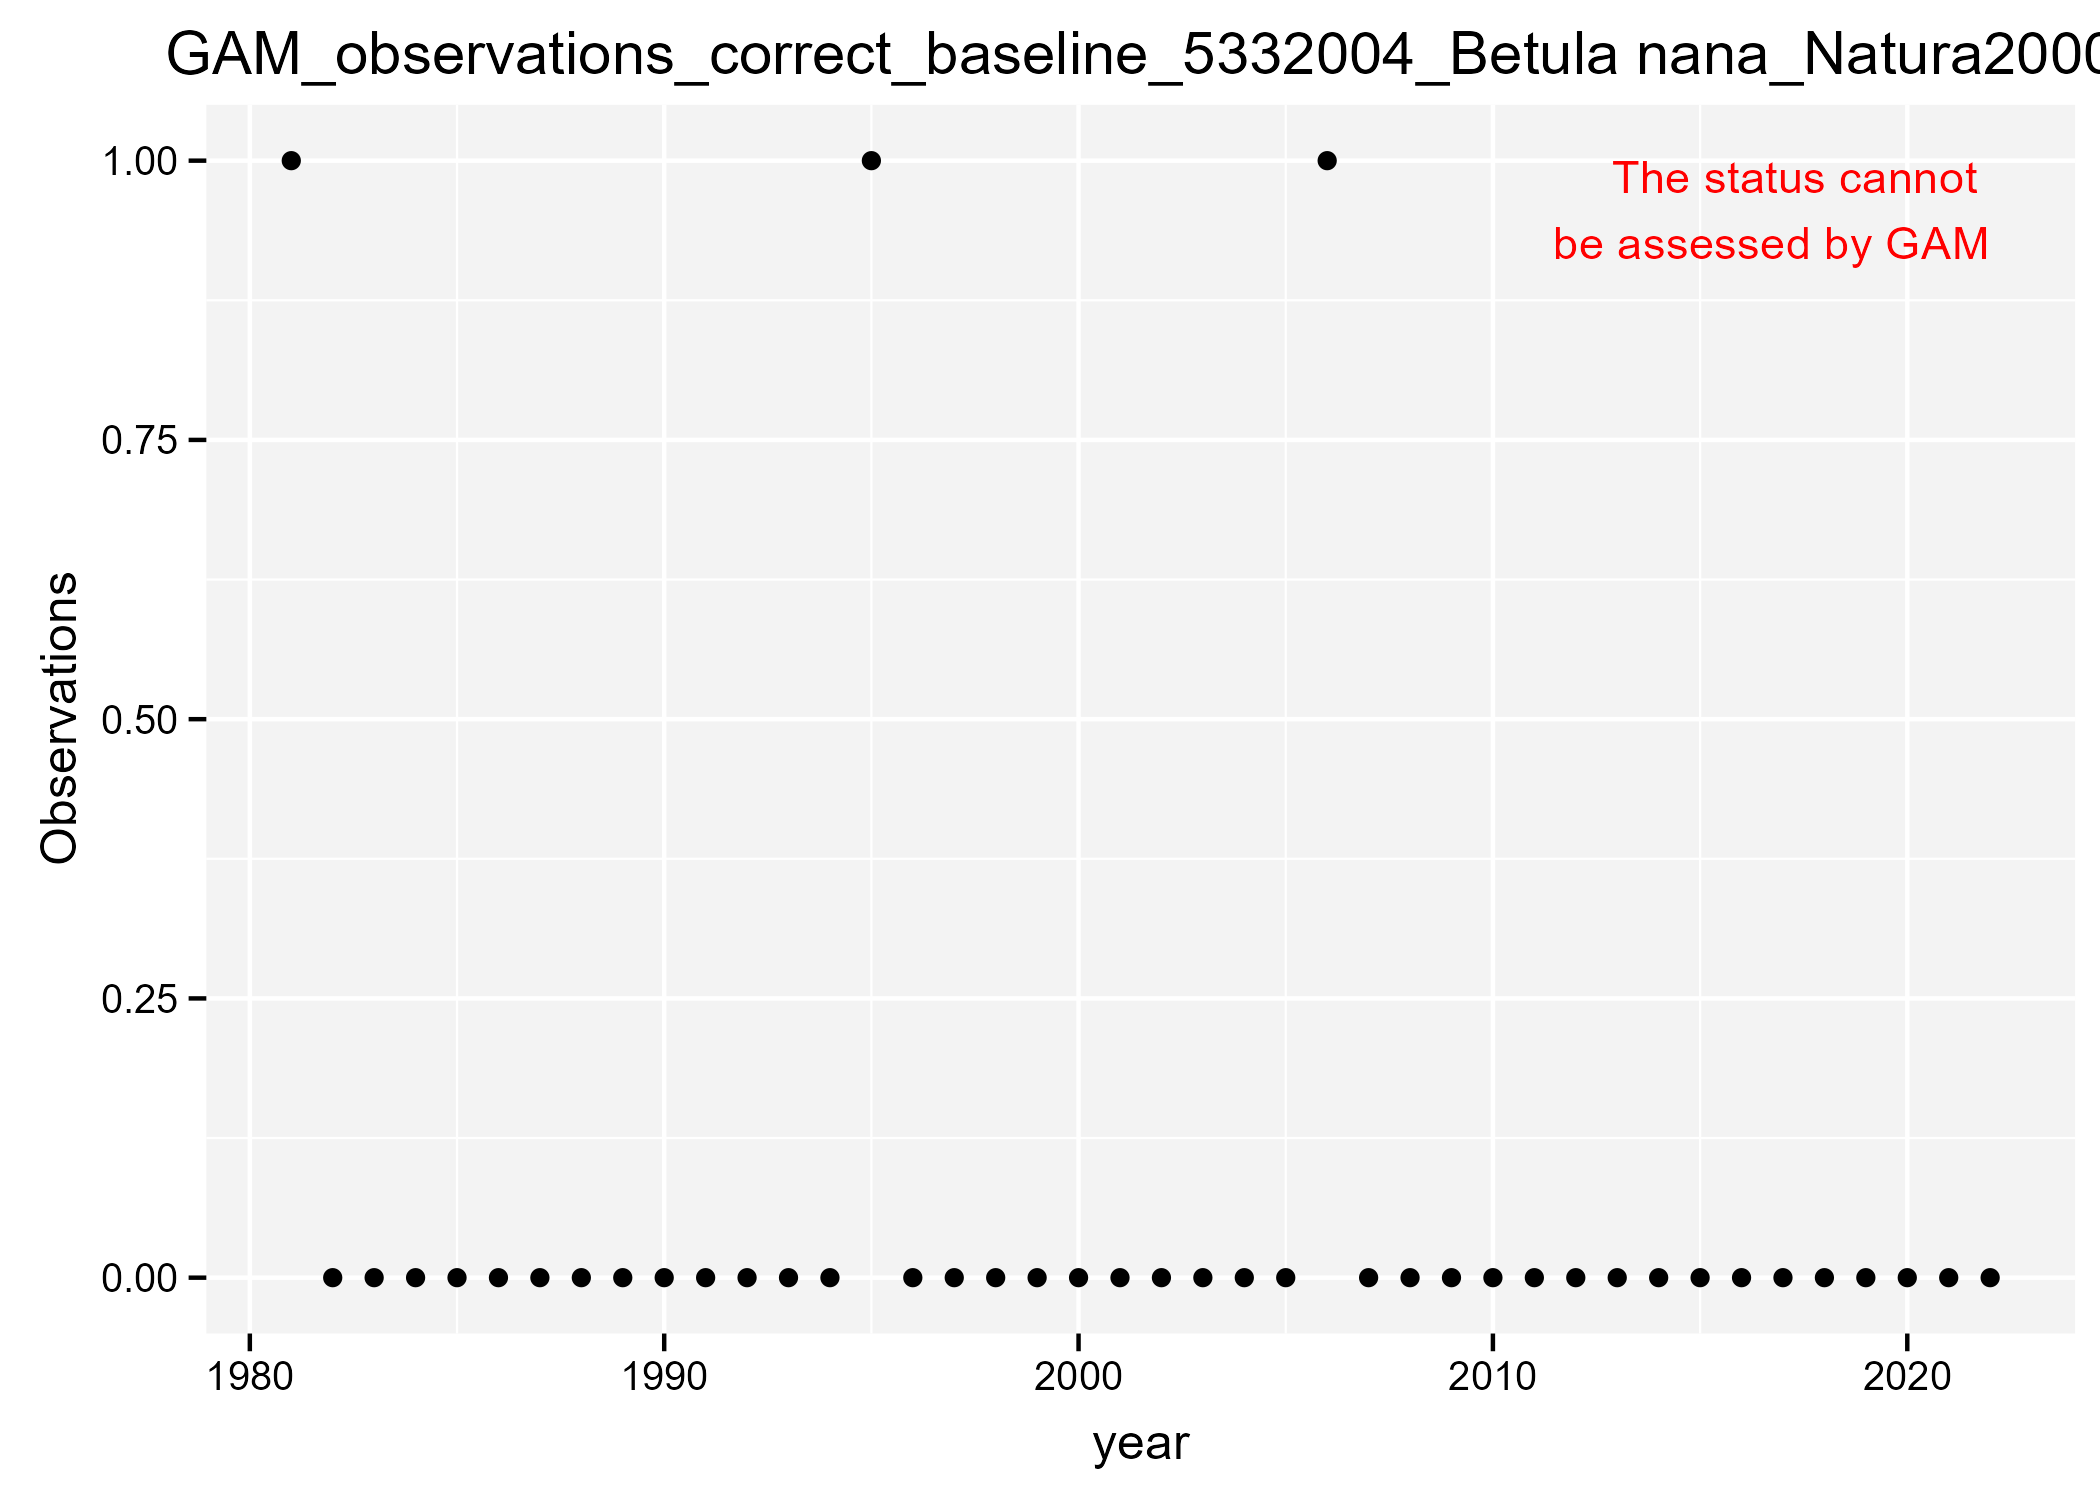 GAM_observations_correct_baseline_5332004_Betula nana_Natura2000
1.00
The status cannot
be assessed by GAM
0.75
0.50
0.25
0.00
Observations
1980 1990 2000 2010 2020
year